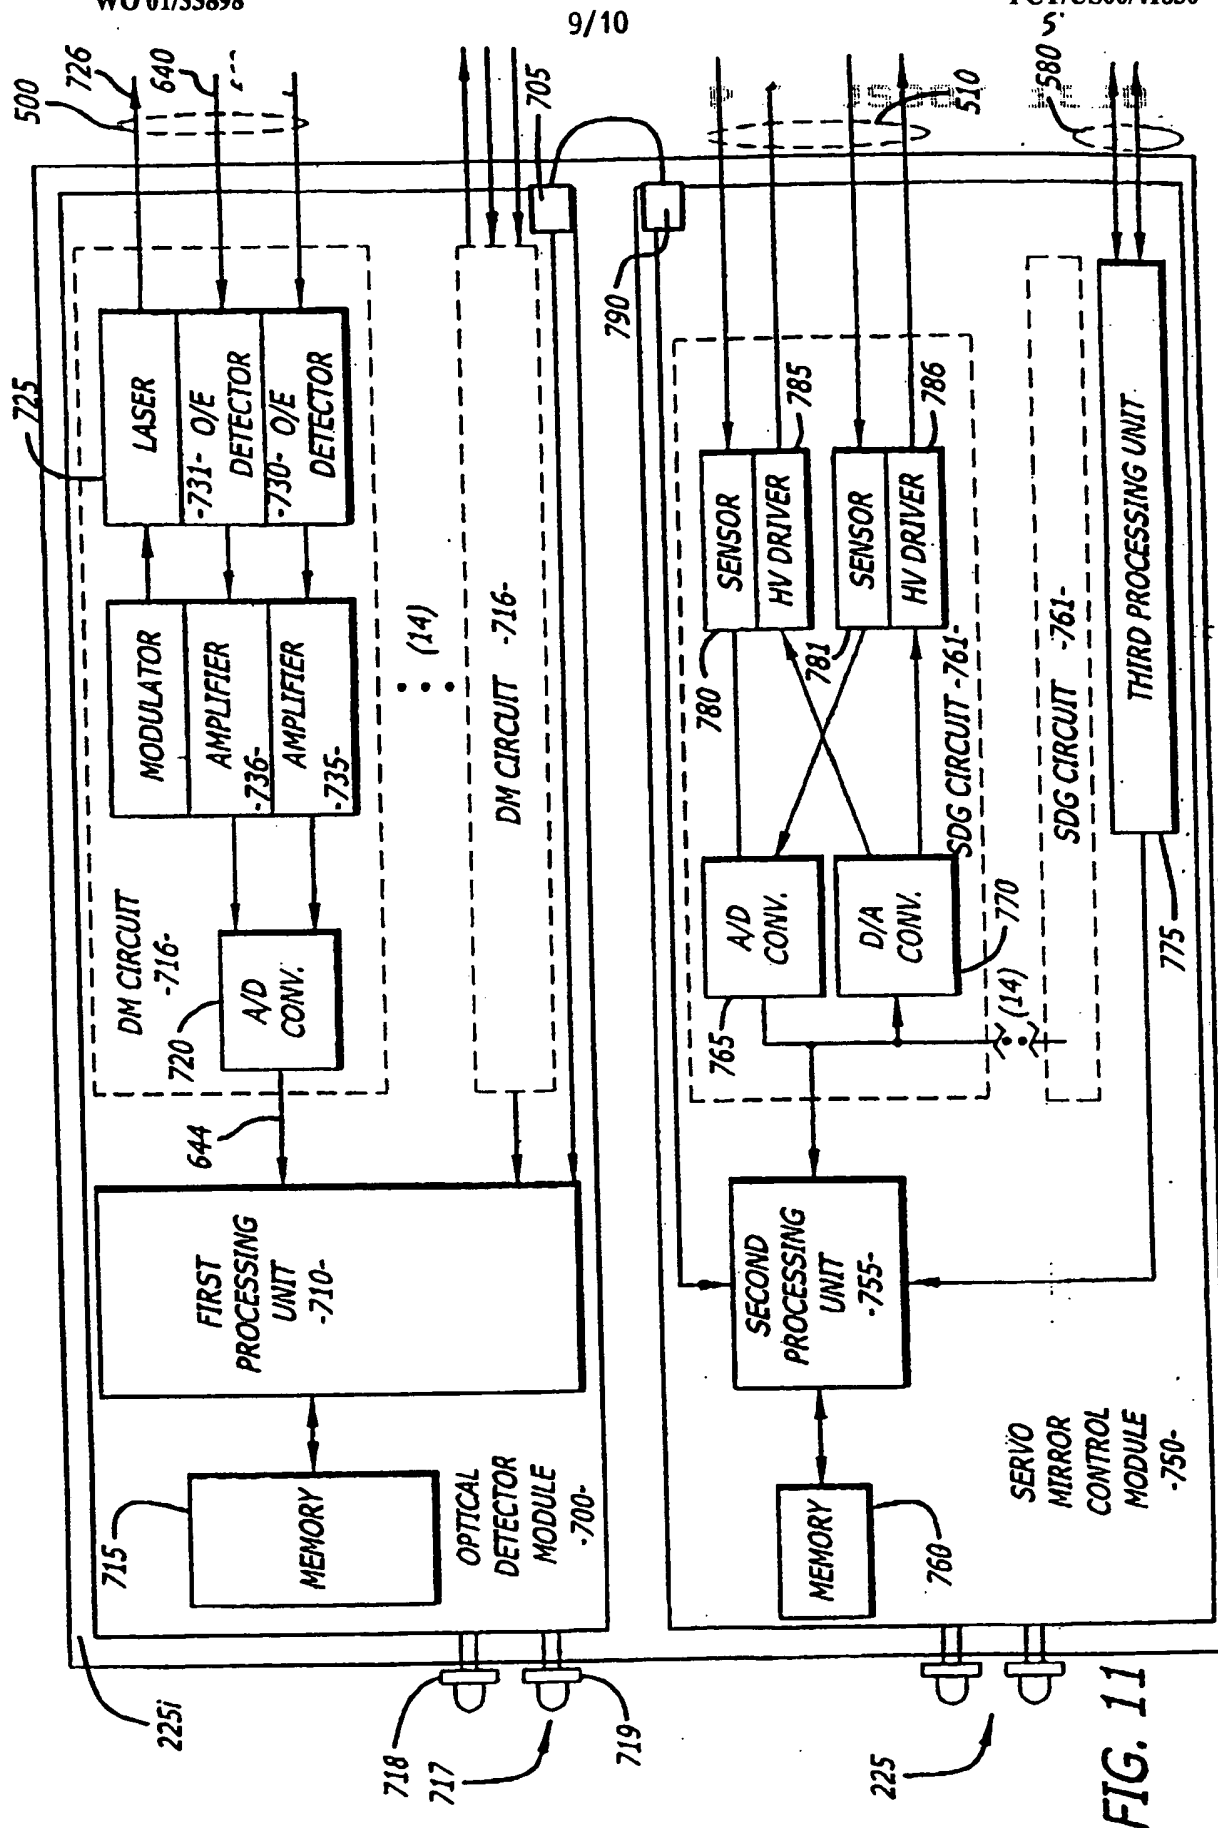 WO 01/35898
9/10
500
726
640
705
510
580
725
LASER
-731- O/E
DETECTOR
-730- O/E
DETECTOR
MODULATOR
AMPLIFIER
-736-
AMPLIFIER
-735-
(14)
DM CIRCUIT -716-
DM CIRCUIT
-716-
720
A/D
CONV.
644
FIRST
PROCESSING
UNIT
-710-
715
MEMORY
OPTICAL
DETECTOR
MODULE
-700-
225i
718
717
719
790
785
786
SENSOR
HV DRIVER
SENSOR
HV DRIVER
780
781
SDG CIRCUIT -761-
A/D
CONV.
D/A
CONV.
765
770
(14)
SDG CIRCUIT -761-
THIRD PROCESSING UNIT
775
SECOND
PROCESSING
UNIT
-755-
MEMORY
760
SERVO
MIRROR
CONTROL
MODULE
-750-
225
FIG. 11